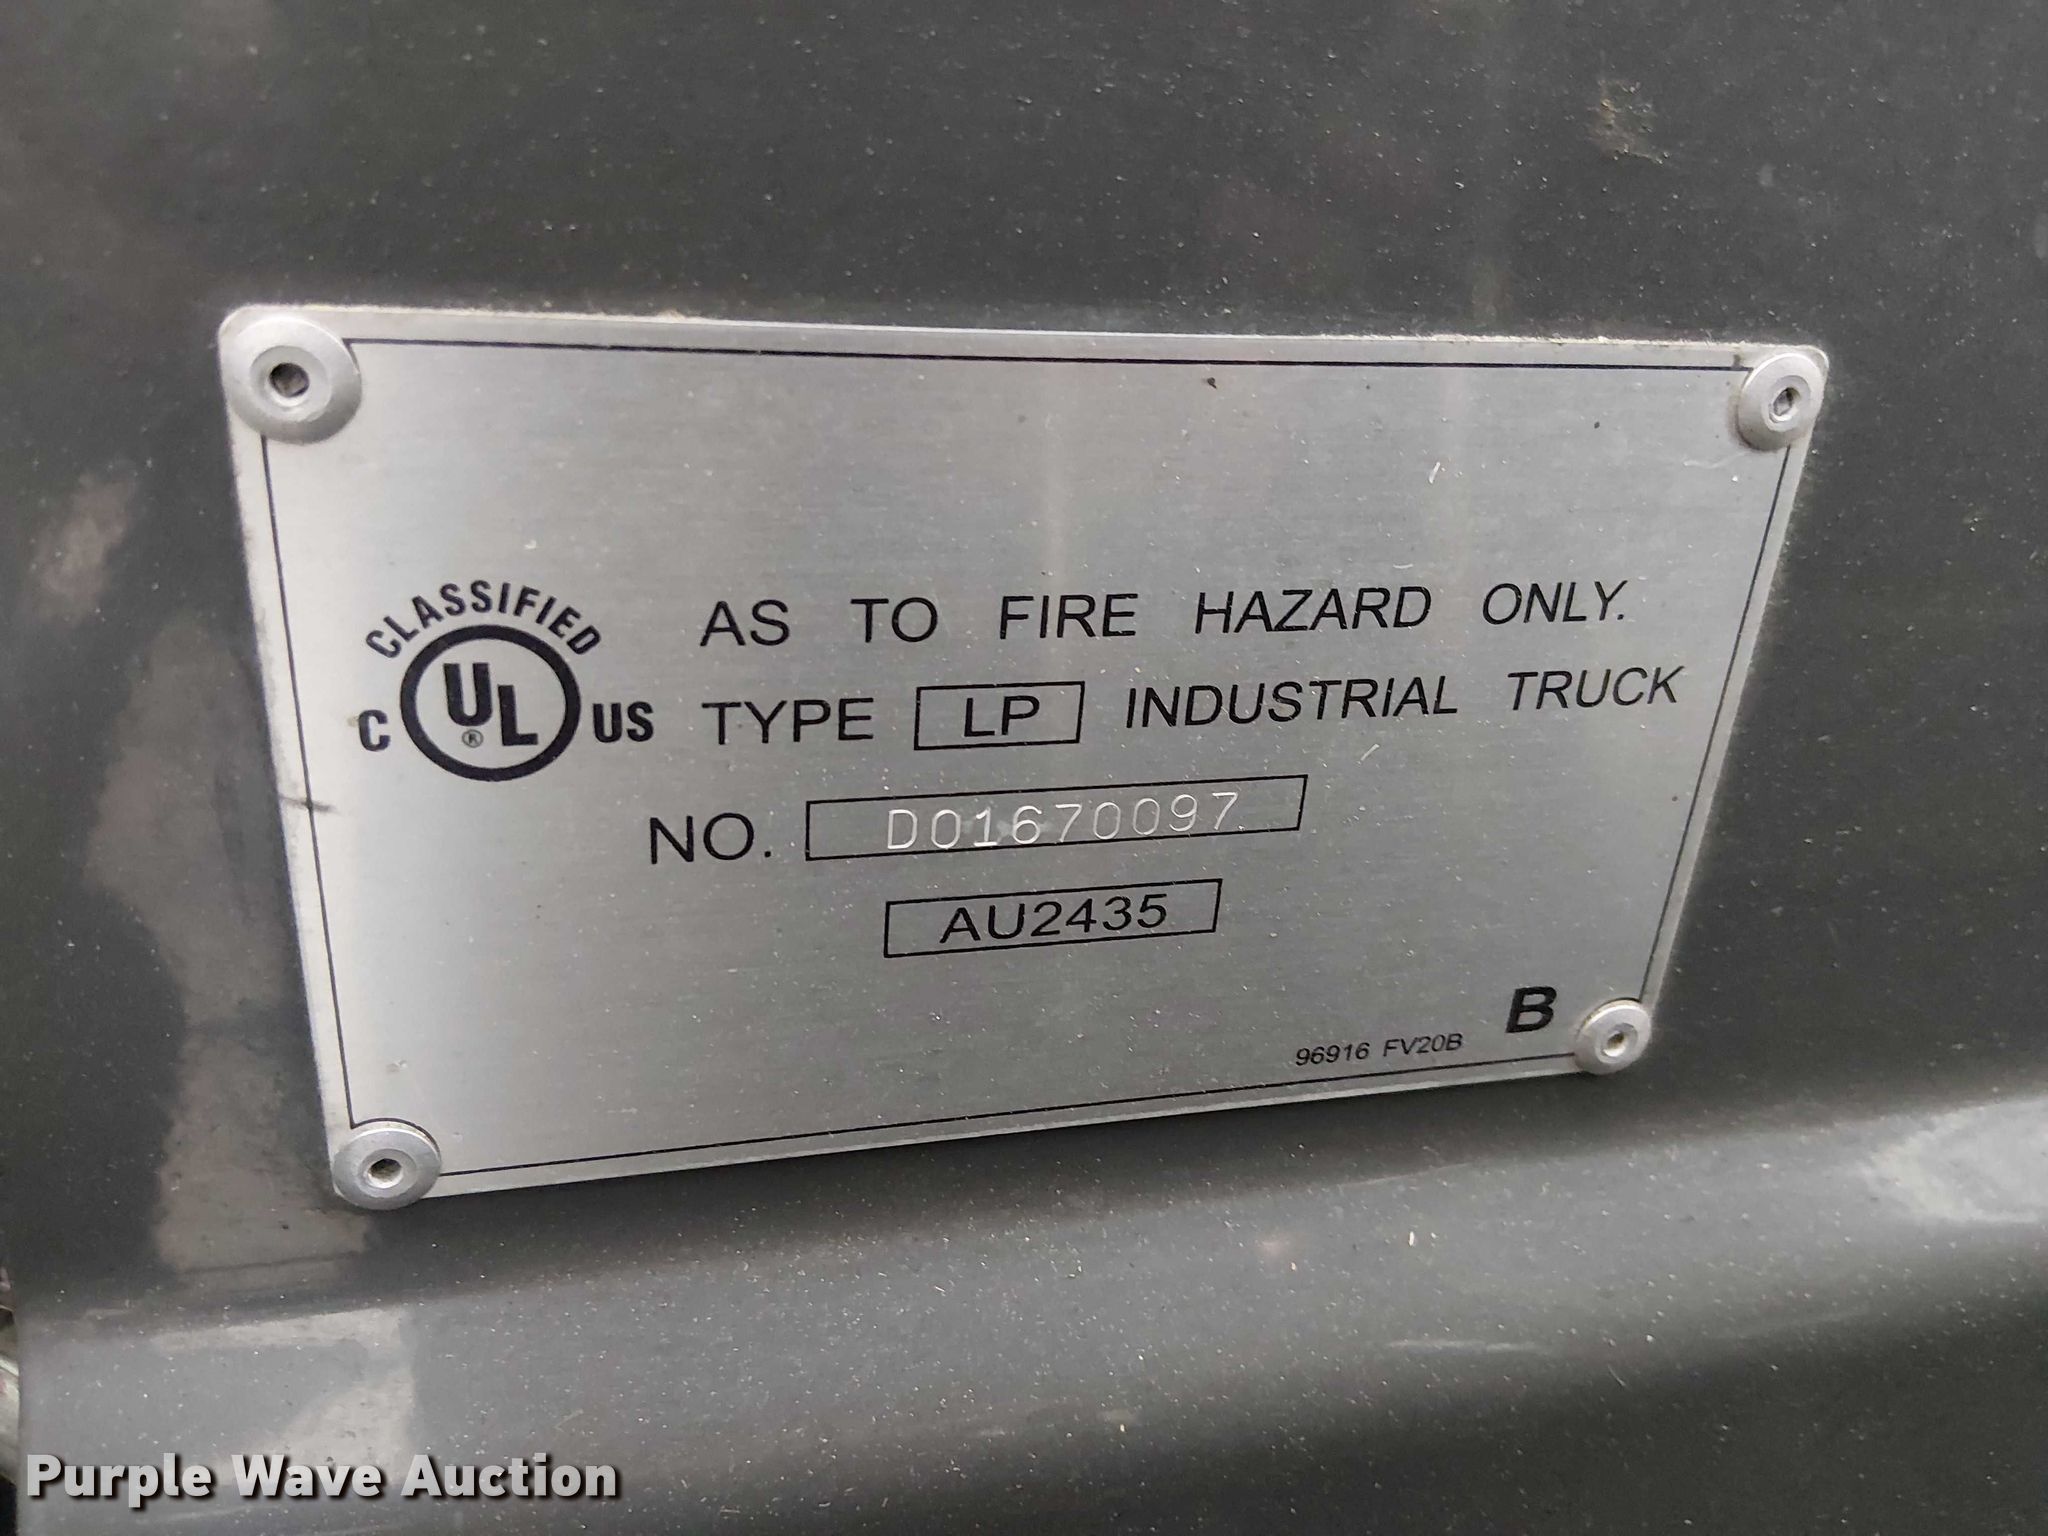 CLASSIFIED
C UL ® US
AS TO FIRE HAZARD ONLY.
TYPE LP INDUSTRIAL TRUCK
NO. D01670097
AU2435
B
96916 FV20B
Purple Wave Auction